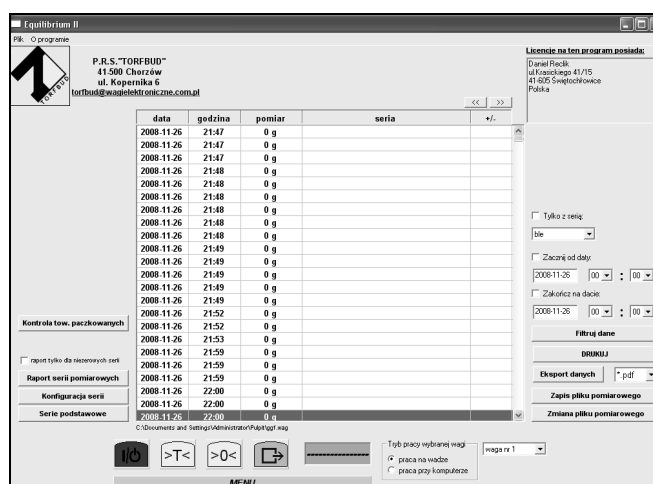 Equilibrium II
Plik O programie
TORFBUD
P.R.S."TORFBUD"
41-500 Chorzów
ul. Kopernika 6
torfbud@wagielektroniczne.com.pl
Licencję na ten program posiada:
Daniel Reclik
ul.Krasickiego 41/15
41-605 Świętochłowice
Polska
<< >>
data godzina pomiar seria +/-
2008-11-26 21:47 0 g
2008-11-26 21:47 0 g
2008-11-26 21:47 0 g
2008-11-26 21:48 0 g
2008-11-26 21:48 0 g
2008-11-26 21:48 0 g
2008-11-26 21:48 0 g
2008-11-26 21:48 0 g
2008-11-26 21:48 0 g
2008-11-26 21:49 0 g
2008-11-26 21:49 0 g
2008-11-26 21:49 0 g
2008-11-26 21:49 0 g
2008-11-26 21:49 0 g
2008-11-26 21:52 0 g
2008-11-26 21:52 0 g
2008-11-26 21:53 0 g
2008-11-26 21:59 0 g
2008-11-26 21:59 0 g
2008-11-26 21:59 0 g
2008-11-26 22:00 0 g
2008-11-26 22:00 0 g
2008-11-26 22:00 0 g
C:\Documents and Settings\Administrator\Pulpit\ggf.wag
Kontrola tow. paczkowanych
raport tylko dla niezerowych serii
Raport serii pomiarowych
Konfiguracja serii
Serie podstawowe
Tylko z serią:
ble
Zacznij od daty:
2008-11-26 00 : 00
Zakończ na dacie:
2008-11-26 00 : 00
Filtruj dane
DRUKUJ
Eksport danych *.pdf
Zapis pliku pomiarowego
Zmiana pliku pomiarowego
I/O >T< >0< ----------------
Tryb pracy wybranej wagi
praca na wadze
praca przy komputerze
waga nr 1
MENU